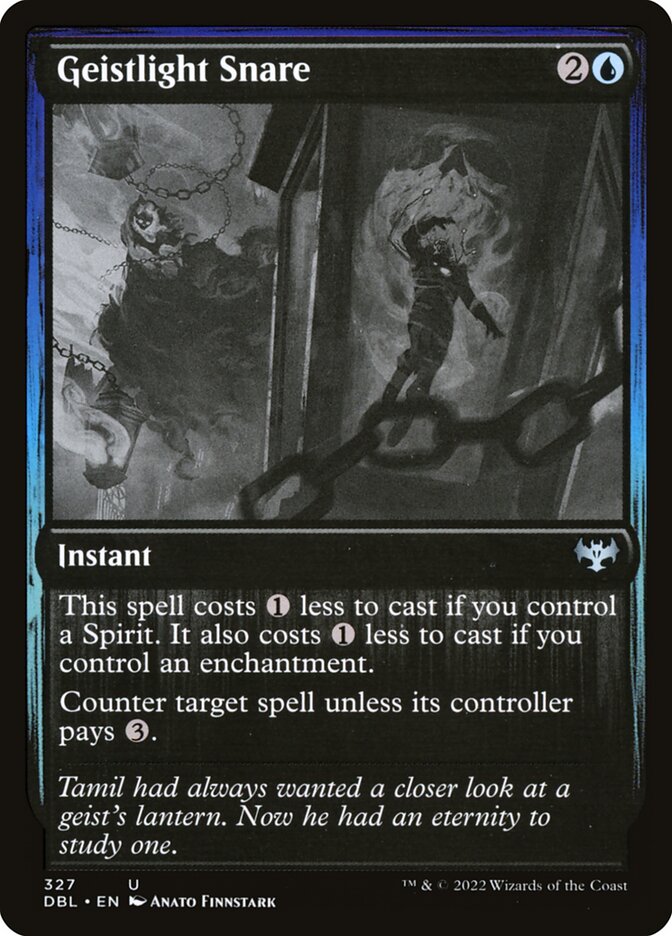 Geistlight Snare 2
Instant
This spell costs 1 less to cast if you control
a Spirit. It also costs 1 less to cast if you
control an enchantment.
Counter target spell unless its controller
pays 3.
Tamil had always wanted a closer look at a
geist's lantern. Now he had an eternity to
study one.
327 U
DBL • EN Anato Finnstark
™ & © 2022 Wizards of the Coast